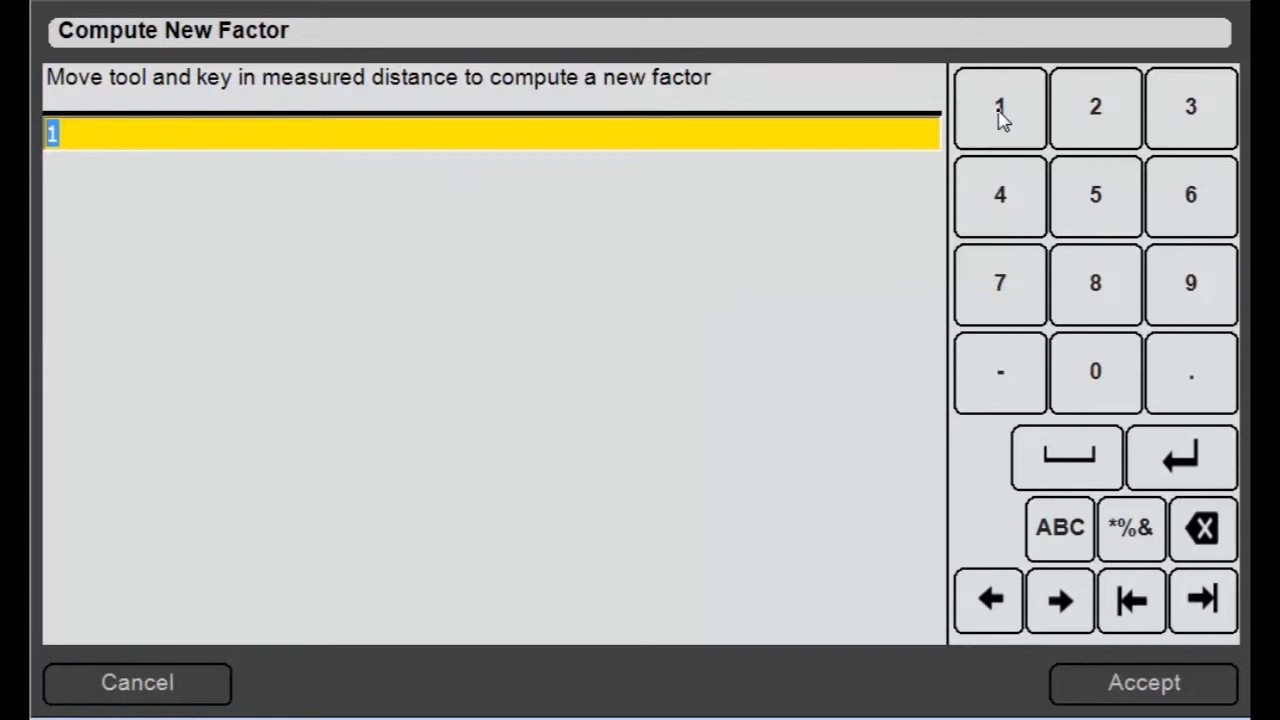 Compute New Factor
Move tool and key in measured distance to compute a new factor
1
1 2 3
4 5 6
7 8 9
- 0 .
ABC *%&
Cancel Accept